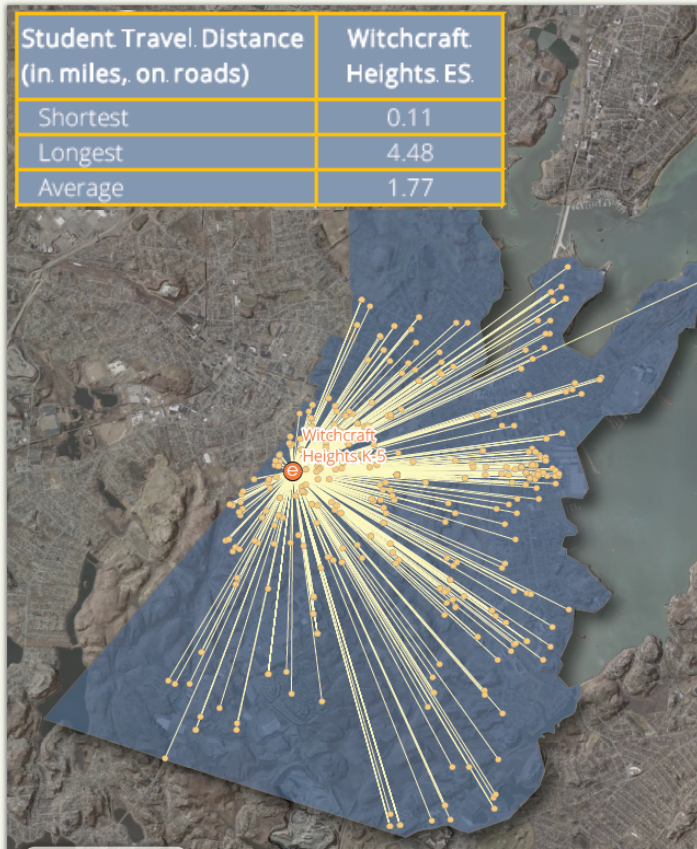 Student Travel Distance
(in miles, on roads)
Witchcraft
Heights ES
Shortest
0.11
Longest
4.48
Average
1.77
Witchcraft
Heights K-5
e